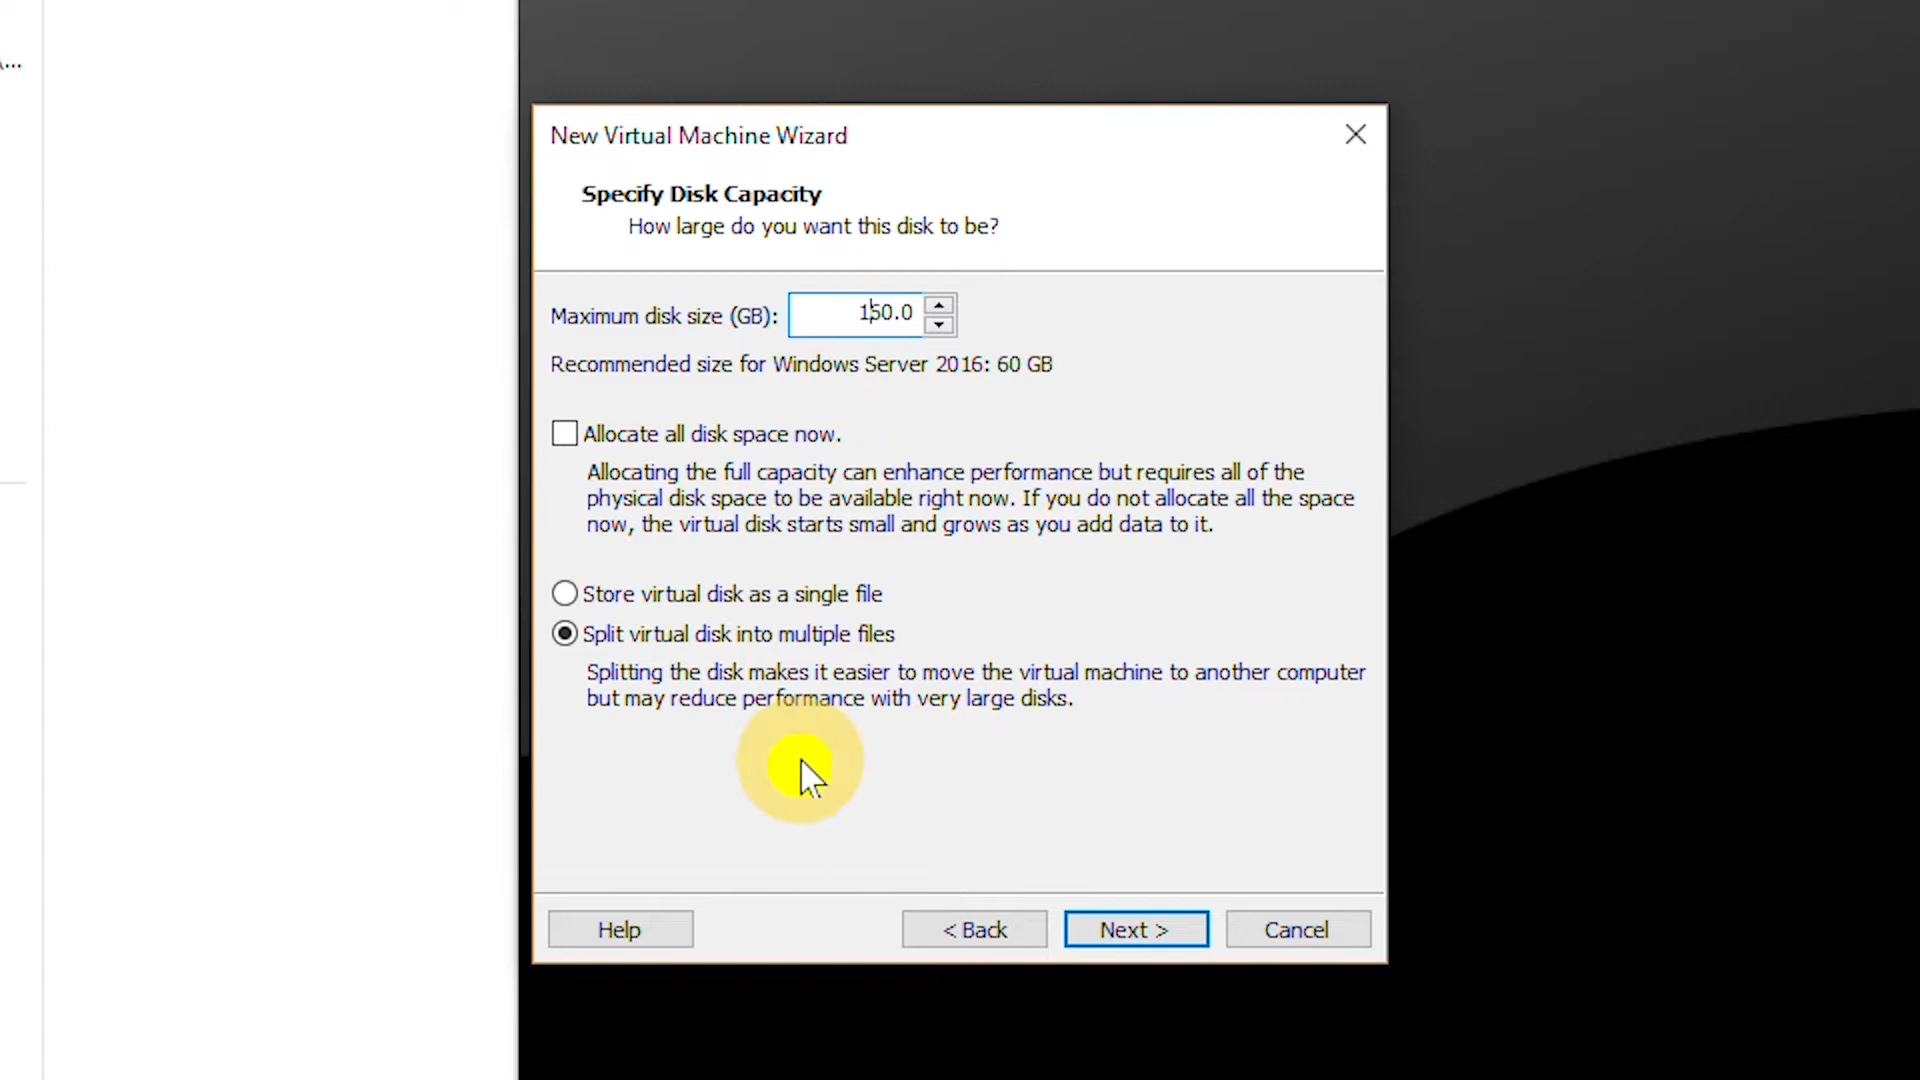 \...
New Virtual Machine Wizard
Specify Disk Capacity
How large do you want this disk to be?
Maximum disk size (GB): 150.0
Recommended size for Windows Server 2016: 60 GB
Allocate all disk space now.
Allocating the full capacity can enhance performance but requires all of the
physical disk space to be available right now. If you do not allocate all the space
now, the virtual disk starts small and grows as you add data to it.
Store virtual disk as a single file
Split virtual disk into multiple files
Splitting the disk makes it easier to move the virtual machine to another computer
but may reduce performance with very large disks.
Help < Back Next > Cancel